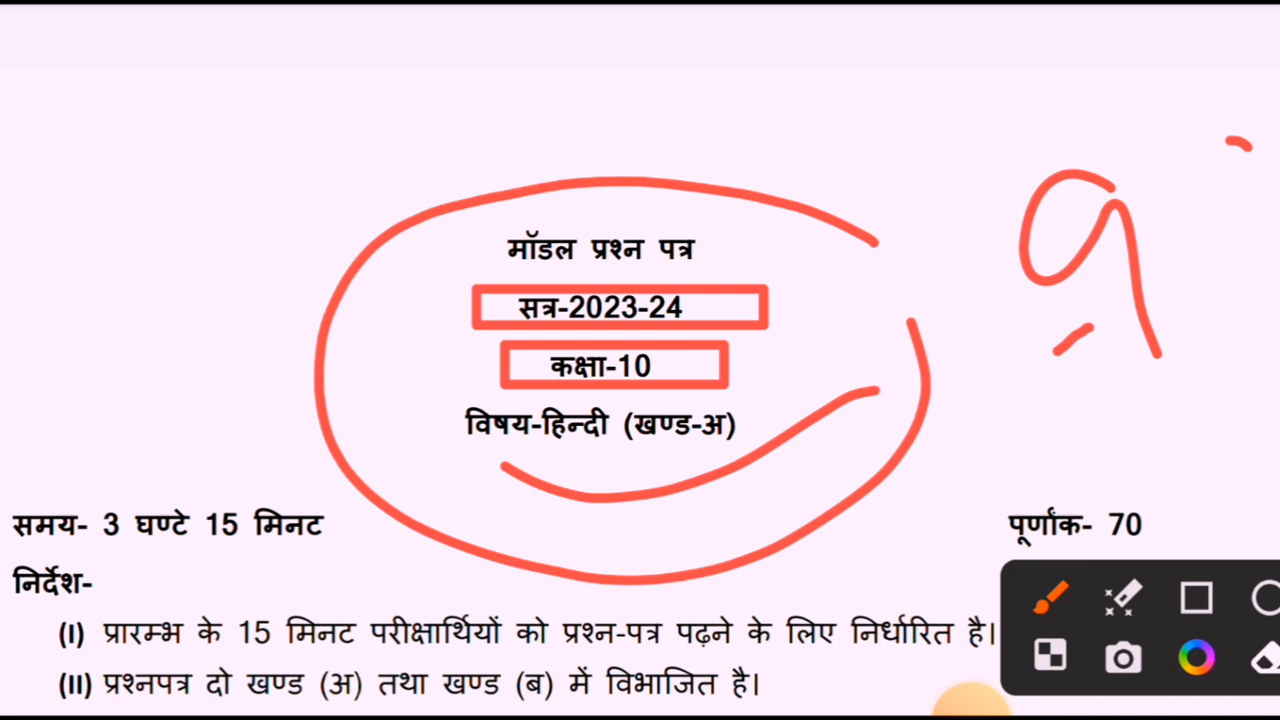 मॉडल प्रश्न पत्र
सत्र-2023-24
कक्षा-10
विषय-हिन्दी (खण्ड-अ)
समय- 3 घण्टे 15 मिनट पूर्णांक- 70
निर्देश-
(I) प्रारम्भ के 15 मिनट परीक्षार्थियों को प्रश्न-पत्र पढ़ने के लिए निर्धारित है।
(II) प्रश्नपत्र दो खण्ड (अ) तथा खण्ड (ब) में विभाजित है।